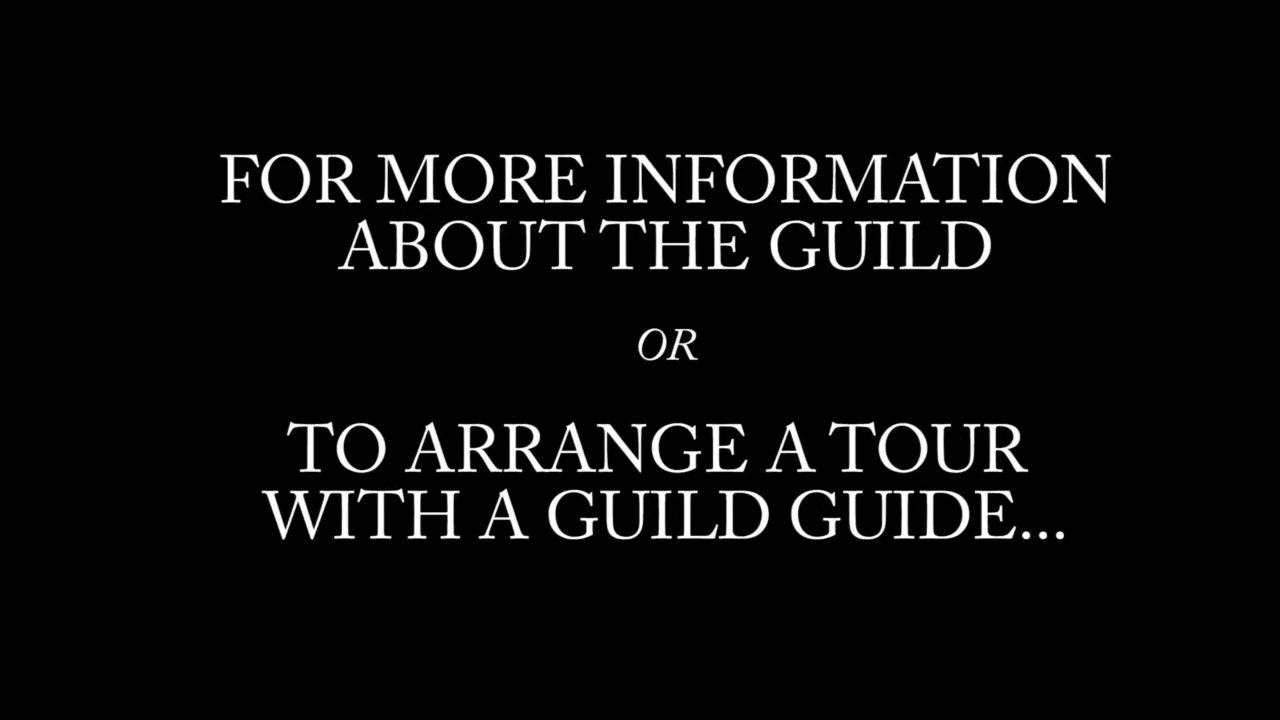 FOR MORE INFORMATION
ABOUT THE GUILD
OR
TO ARRANGE A TOUR
WITH A GUILD GUIDE...